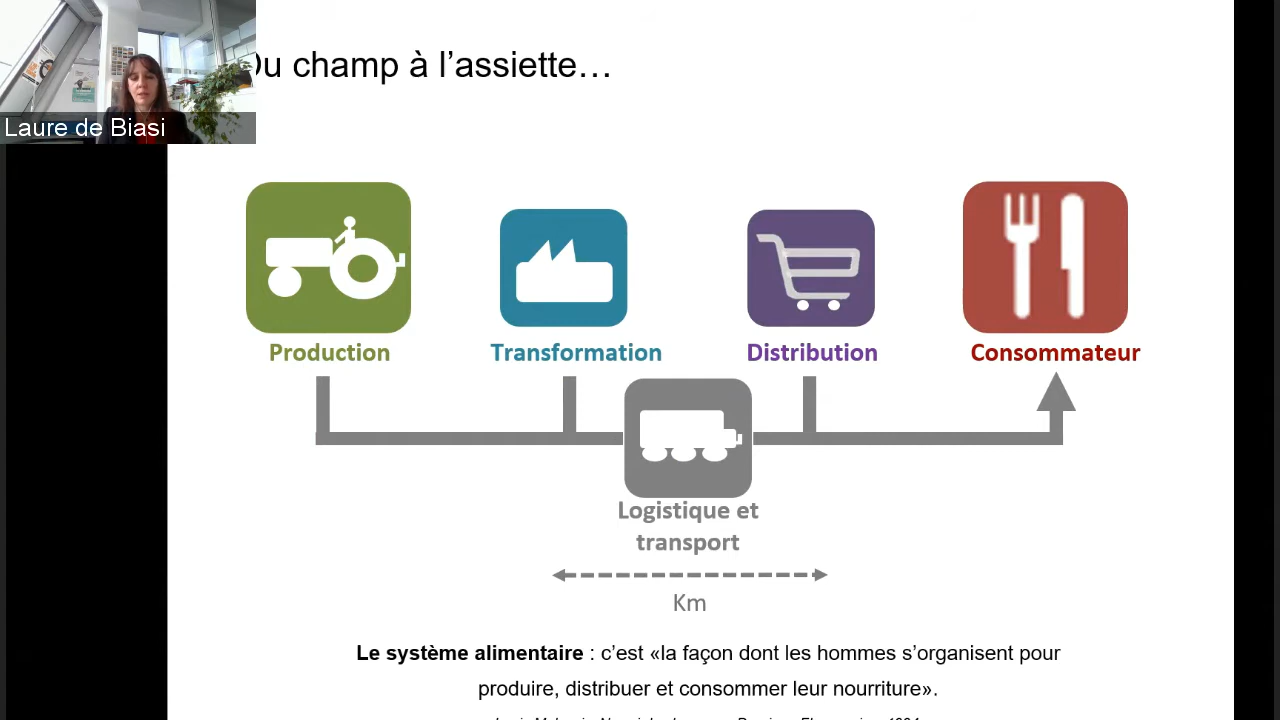 Du champ à l'assiette…
Laure de Biasi
Production
Transformation
Distribution
Consommateur
Logistique et
transport
Km
Le système alimentaire : c'est «la façon dont les hommes s'organisent pour
produire, distribuer et consommer leur nourriture».